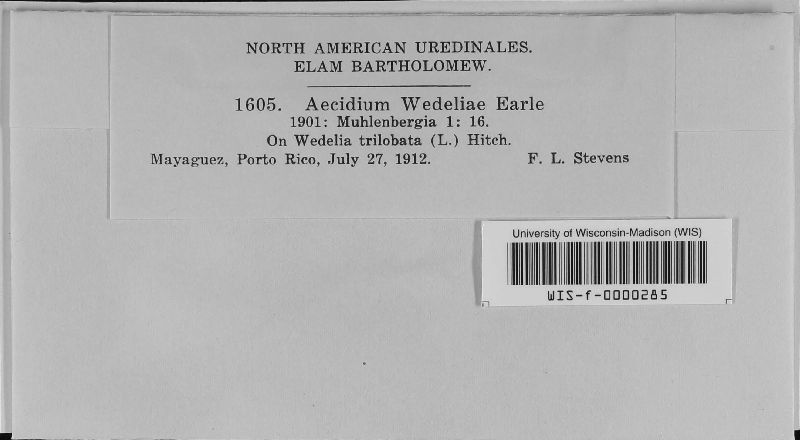 NORTH AMERICAN UREDINALES.
ELAM BARTHOLOMEW.
1605. Aecidium Wedeliae Earle
1901: Muhlenbergia 1: 16.
On Wedelia trilobata (L.) Hitch.
Mayaguez, Porto Rico, July 27, 1912. F. L. Stevens
University of Wisconsin-Madison (WIS)
WIS-f-0000285